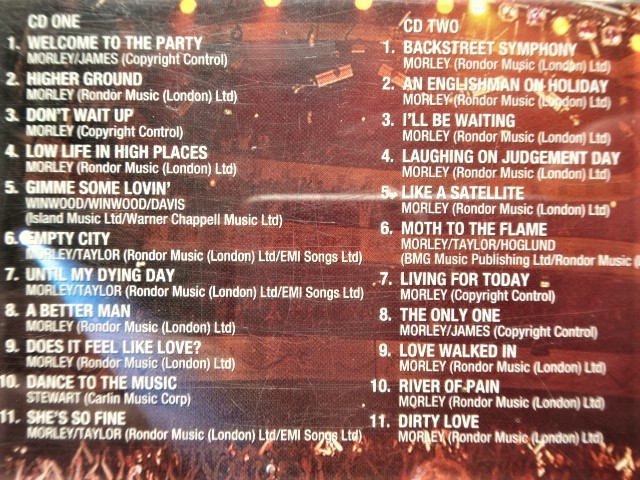 CD ONE
1. WELCOME TO THE PARTY
MORLEY/JAMES (Copyright Control)
2. HIGHER GROUND
MORLEY (Rondor Music (London) Ltd)
3. DON'T WAIT UP
MORLEY (Copyright Control)
4. LOW LIFE IN HIGH PLACES
MORLEY (Rondor Music (London) Ltd)
5. GIMME SOME LOVIN'
WINWOOD/WINWOOD/DAVIS
(Island Music Ltd/Warner Chappell Music Ltd)
6. EMPTY CITY
MORLEY/TAYLOR (Rondor Music (London) Ltd/EMI Songs Ltd)
7. UNTIL MY DYING DAY
MORLEY/TAYLOR (Rondor Music (London) Ltd/EMI Songs Ltd)
8. A BETTER MAN
MORLEY (Rondor Music (London) Ltd)
9. DOES IT FEEL LIKE LOVE?
MORLEY (Rondor Music (London) Ltd)
10. DANCE TO THE MUSIC
STEWART (Carlin Music Corp)
11. SHE'S SO FINE
MORLEY/TAYLOR (Rondor Music (London) Ltd/EMI Songs Ltd)
CD TWO
1. BACKSTREET SYMPHONY
MORLEY (Rondor Music (London) Ltd)
2. AN ENGLISHMAN ON HOLIDAY
MORLEY (Rondor Music (London) Ltd)
3. I'LL BE WAITING
MORLEY (Rondor Music (London) Ltd)
4. LAUGHING ON JUDGEMENT DAY
MORLEY (Rondor Music (London) Ltd)
5. LIKE A SATELLITE
MORLEY (Rondor Music (London) Ltd)
6. MOTH TO THE FLAME
MORLEY/TAYLOR/HOGLUND
(BMG Music Publishing Ltd/Rondor Music (
7. LIVING FOR TODAY
MORLEY (Copyright Control)
8. THE ONLY ONE
MORLEY/JAMES (Copyright Control)
9. LOVE WALKED IN
MORLEY (Rondor Music (London) Ltd)
10. RIVER OF PAIN
MORLEY (Rondor Music (London) Ltd)
11. DIRTY LOVE
MORLEY (Rondor Music (London) Ltd)